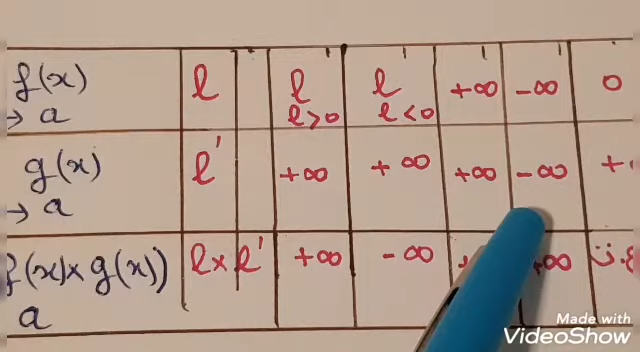 f(x) l l l +∞ -∞ 0
→ a l>0 l<0
g(x) l' +∞ +∞ +∞ -∞
→ a
f(x)×g(x)) l×l' +∞ -∞ +∞
a
Made with
VideoShow